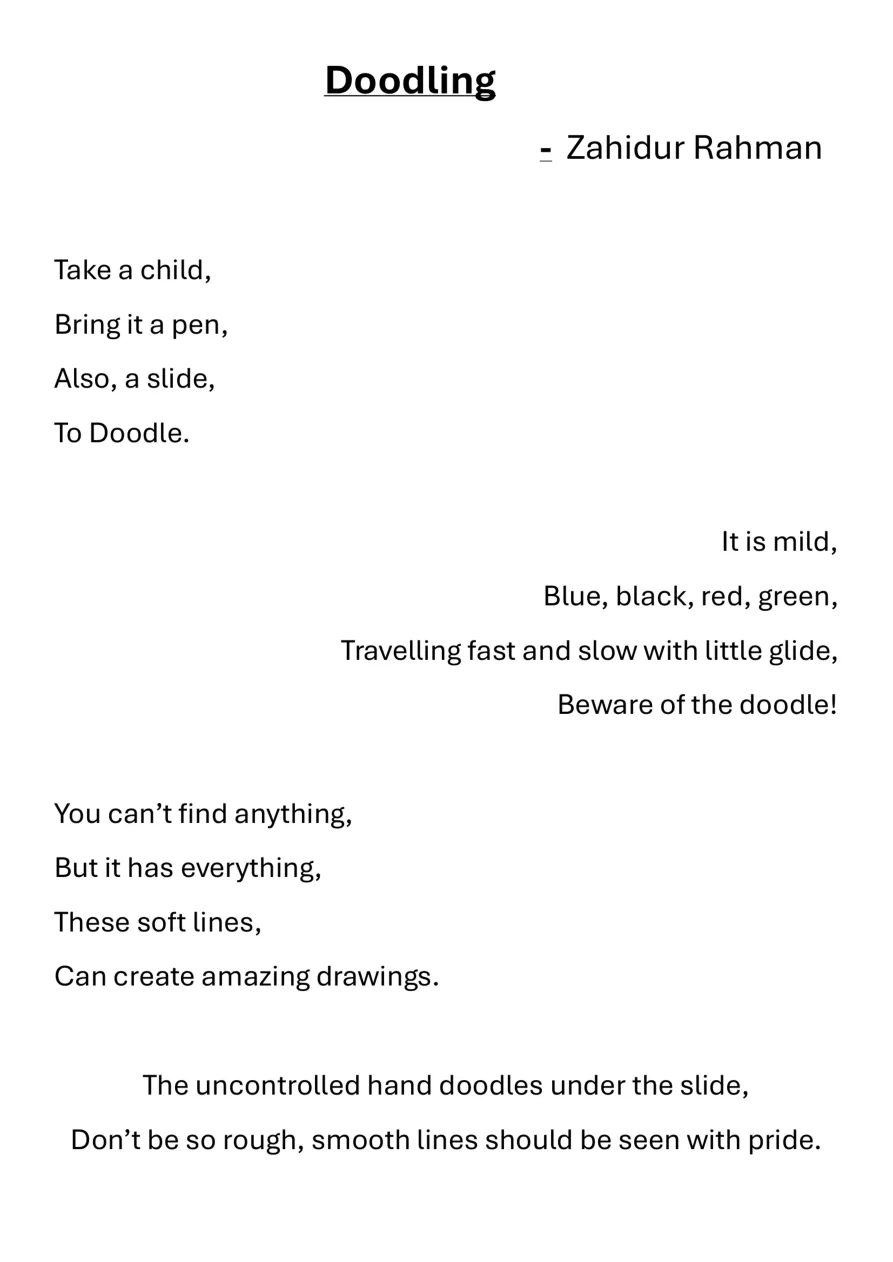 Doodling
- Zahidur Rahman
Take a child,
Bring it a pen,
Also, a slide,
To Doodle.
It is mild,
Blue, black, red, green,
Travelling fast and slow with little glide,
Beware of the doodle!
You can’t find anything,
But it has everything,
These soft lines,
Can create amazing drawings.
The uncontrolled hand doodles under the slide,
Don’t be so rough, smooth lines should be seen with pride.